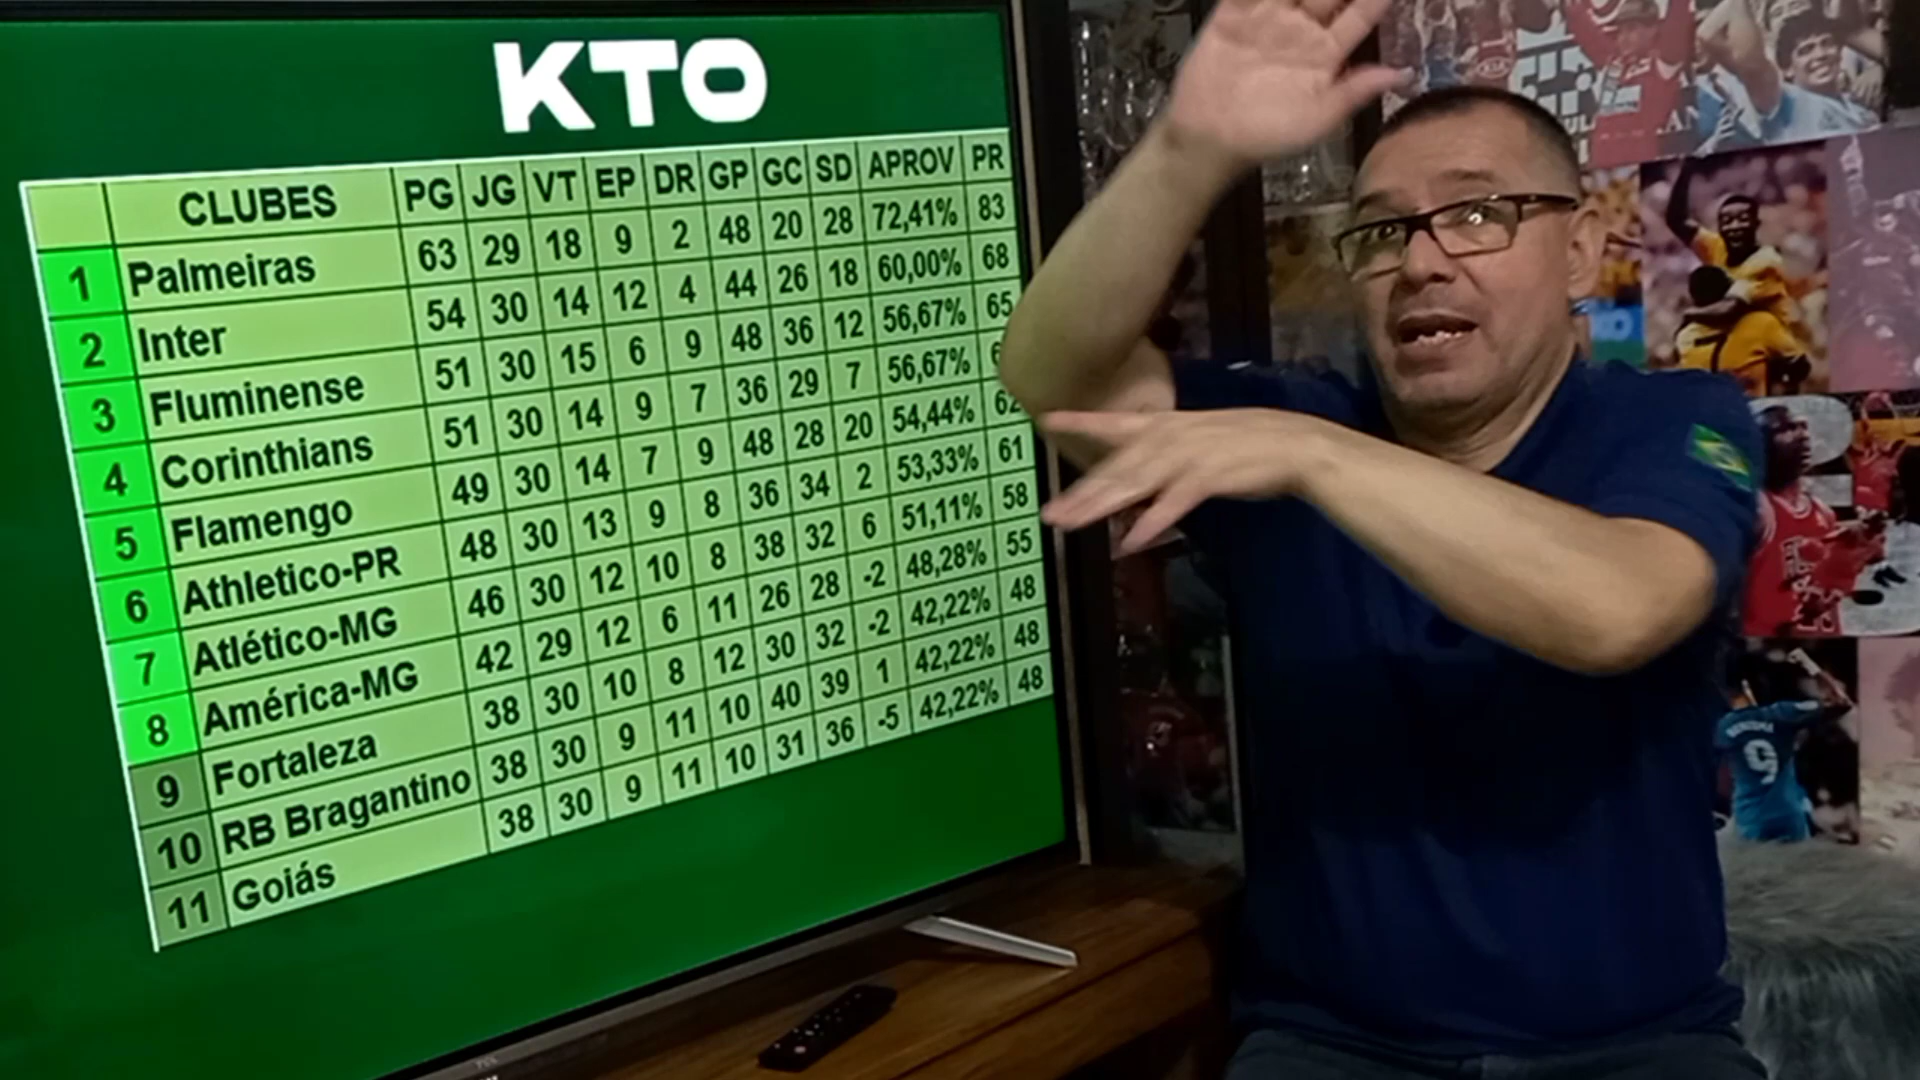 KTO
CLUBES PG JG VT EP DR GP GC SD APROV PR
1 Palmeiras 63 29 18 9 2 48 20 28 72,41% 83
2 Inter 54 30 14 12 4 44 26 18 60,00% 68
3 Fluminense 51 30 15 6 9 48 36 12 56,67% 65
4 Corinthians 51 30 14 9 7 36 29 7 56,67%
5 Flamengo 49 30 14 7 9 48 28 20 54,44% 62
6 Athletico-PR 48 30 13 9 8 36 34 2 53,33% 61
7 Atlético-MG 46 30 12 10 8 38 32 6 51,11% 58
8 América-MG 42 29 12 6 11 26 28 -2 48,28% 55
9 Fortaleza 38 30 10 8 12 30 32 -2 42,22% 48
10 RB Bragantino 38 30 9 11 10 40 39 1 42,22% 48
11 Goiás 38 30 9 11 10 31 36 -5 42,22% 48
KIA
9